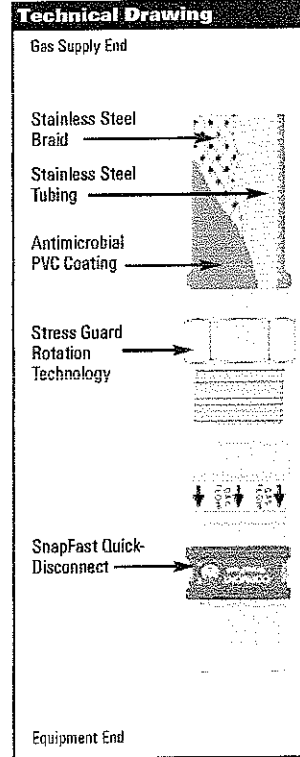 Technical Drawing
Gas Supply End
Stainless Steel
Braid
Stainless Steel
Tubing
Antimicrobial
PVC Coating
Stress Guard
Rotation
Technology
SnapFast Quick-
Disconnect
Equipment End